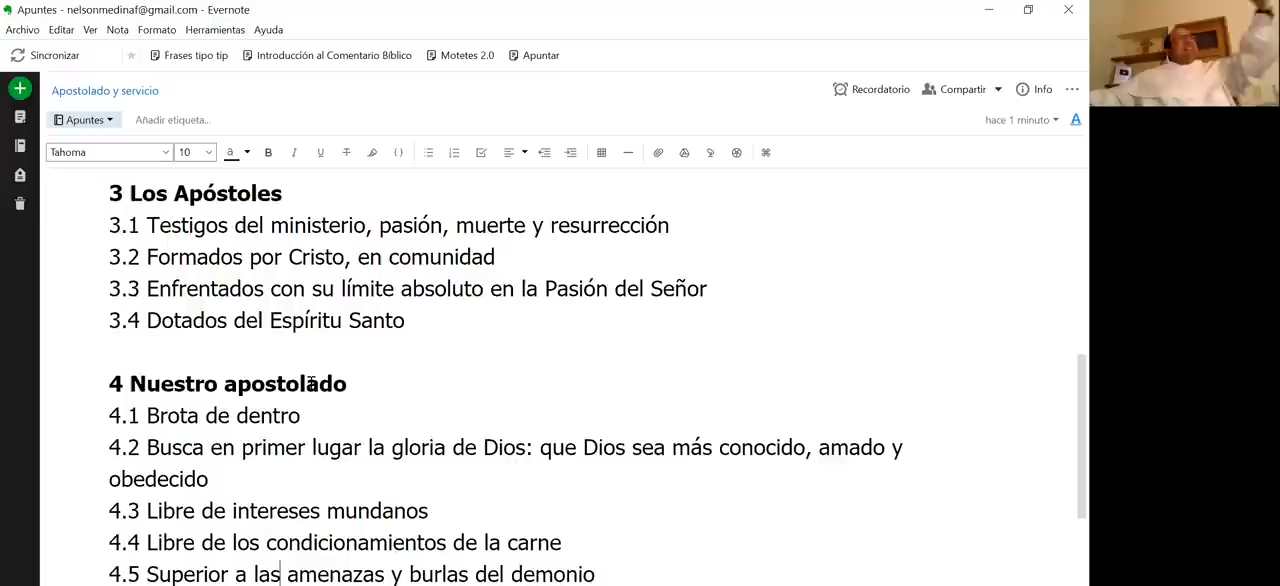 Apuntes - nelsonmedinaf@gmail.com - Evernote
Archivo Editar Ver Nota Formato Herramientas Ayuda
Sincronizar Frases tipo tip Introducción al Comentario Bíblico Motetes 2.0 Apuntar
Apostolado y servicio Recordatorio Compartir Info
Apuntes Añadir etiqueta... hace 1 minuto
Tahoma 10
3 Los Apóstoles
3.1 Testigos del ministerio, pasión, muerte y resurrección
3.2 Formados por Cristo, en comunidad
3.3 Enfrentados con su límite absoluto en la Pasión del Señor
3.4 Dotados del Espíritu Santo
4 Nuestro apostolado
4.1 Brota de dentro
4.2 Busca en primer lugar la gloria de Dios: que Dios sea más conocido, amado y
obedecido
4.3 Libre de intereses mundanos
4.4 Libre de los condicionamientos de la carne
4.5 Superior a las amenazas y burlas del demonio